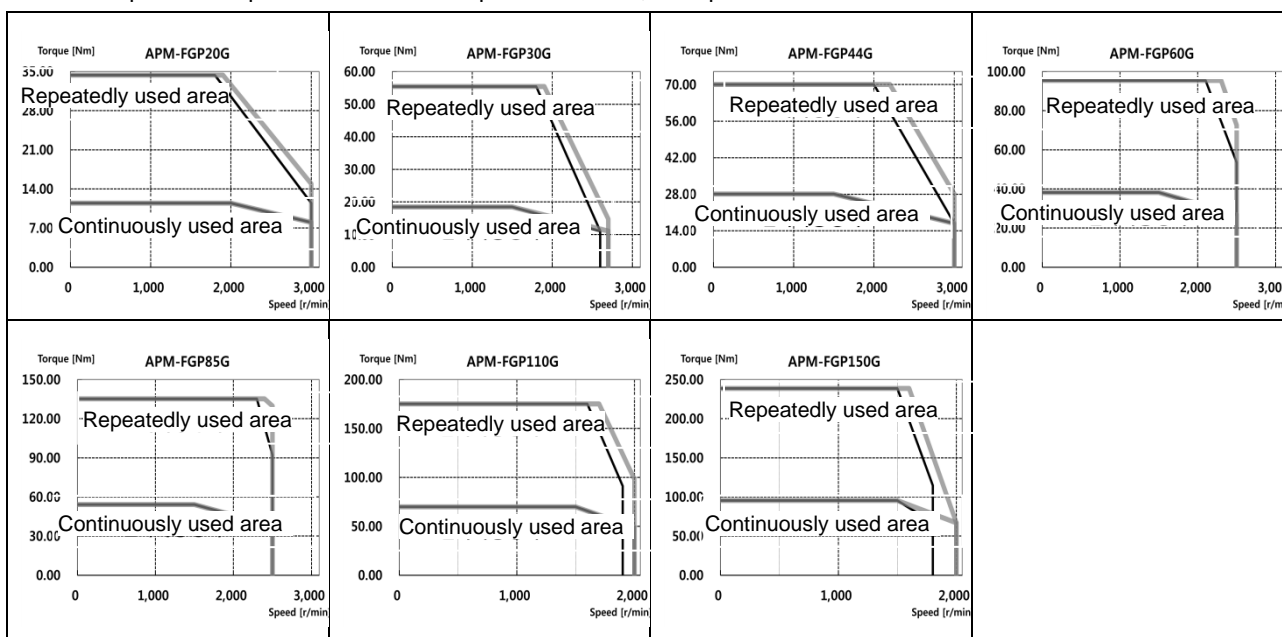 Torque [Nm] APM-FGP20G
35.00
Repeatedly used area
28.00
21.00
14.00
Continuously used area
7.00
0.00
0 1,000 2,000 3,000
Speed [r/min]
Torque [Nm] APM-FGP30G
60.00
50.00
Repeatedly used area
40.00
30.00
20.00
Continuously used area
0.00
0 1,000 2,000 3,000
Speed [r/min]
Torque [Nm] APM-FGP44G
70.00
Repeatedly used area
56.00
42.00
28.00
Continuously used area
14.00
0.00
0 1,000 2,000 3,000
Speed [r/min]
Torque [Nm] APM-FGP60G
100.00
Repeatedly used area
80.00
60.00
40.00
Continuously used area
20.00
0.00
0 1,000 2,000 3,00
Speed [r/m
Torque [Nm] APM-FGP85G
150.00
120.00
Repeatedly used area
90.00
60.00
Continuously used area
30.00
0.00
0 1,000 2,000 3,000
Speed [r/min]
Torque [Nm] APM-FGP110G
200.00
Repeatedly used area
150.00
100.00
Continuously used area
50.00
0.00
0 1,000 2,000
Speed [r/min]
Torque [Nm] APM-FGP150G
250.00
Repeatedly used area
200.00
150.00
100.00
Continuously used area
50.00
0.00
0 1,000 2,000
Speed [r/min]